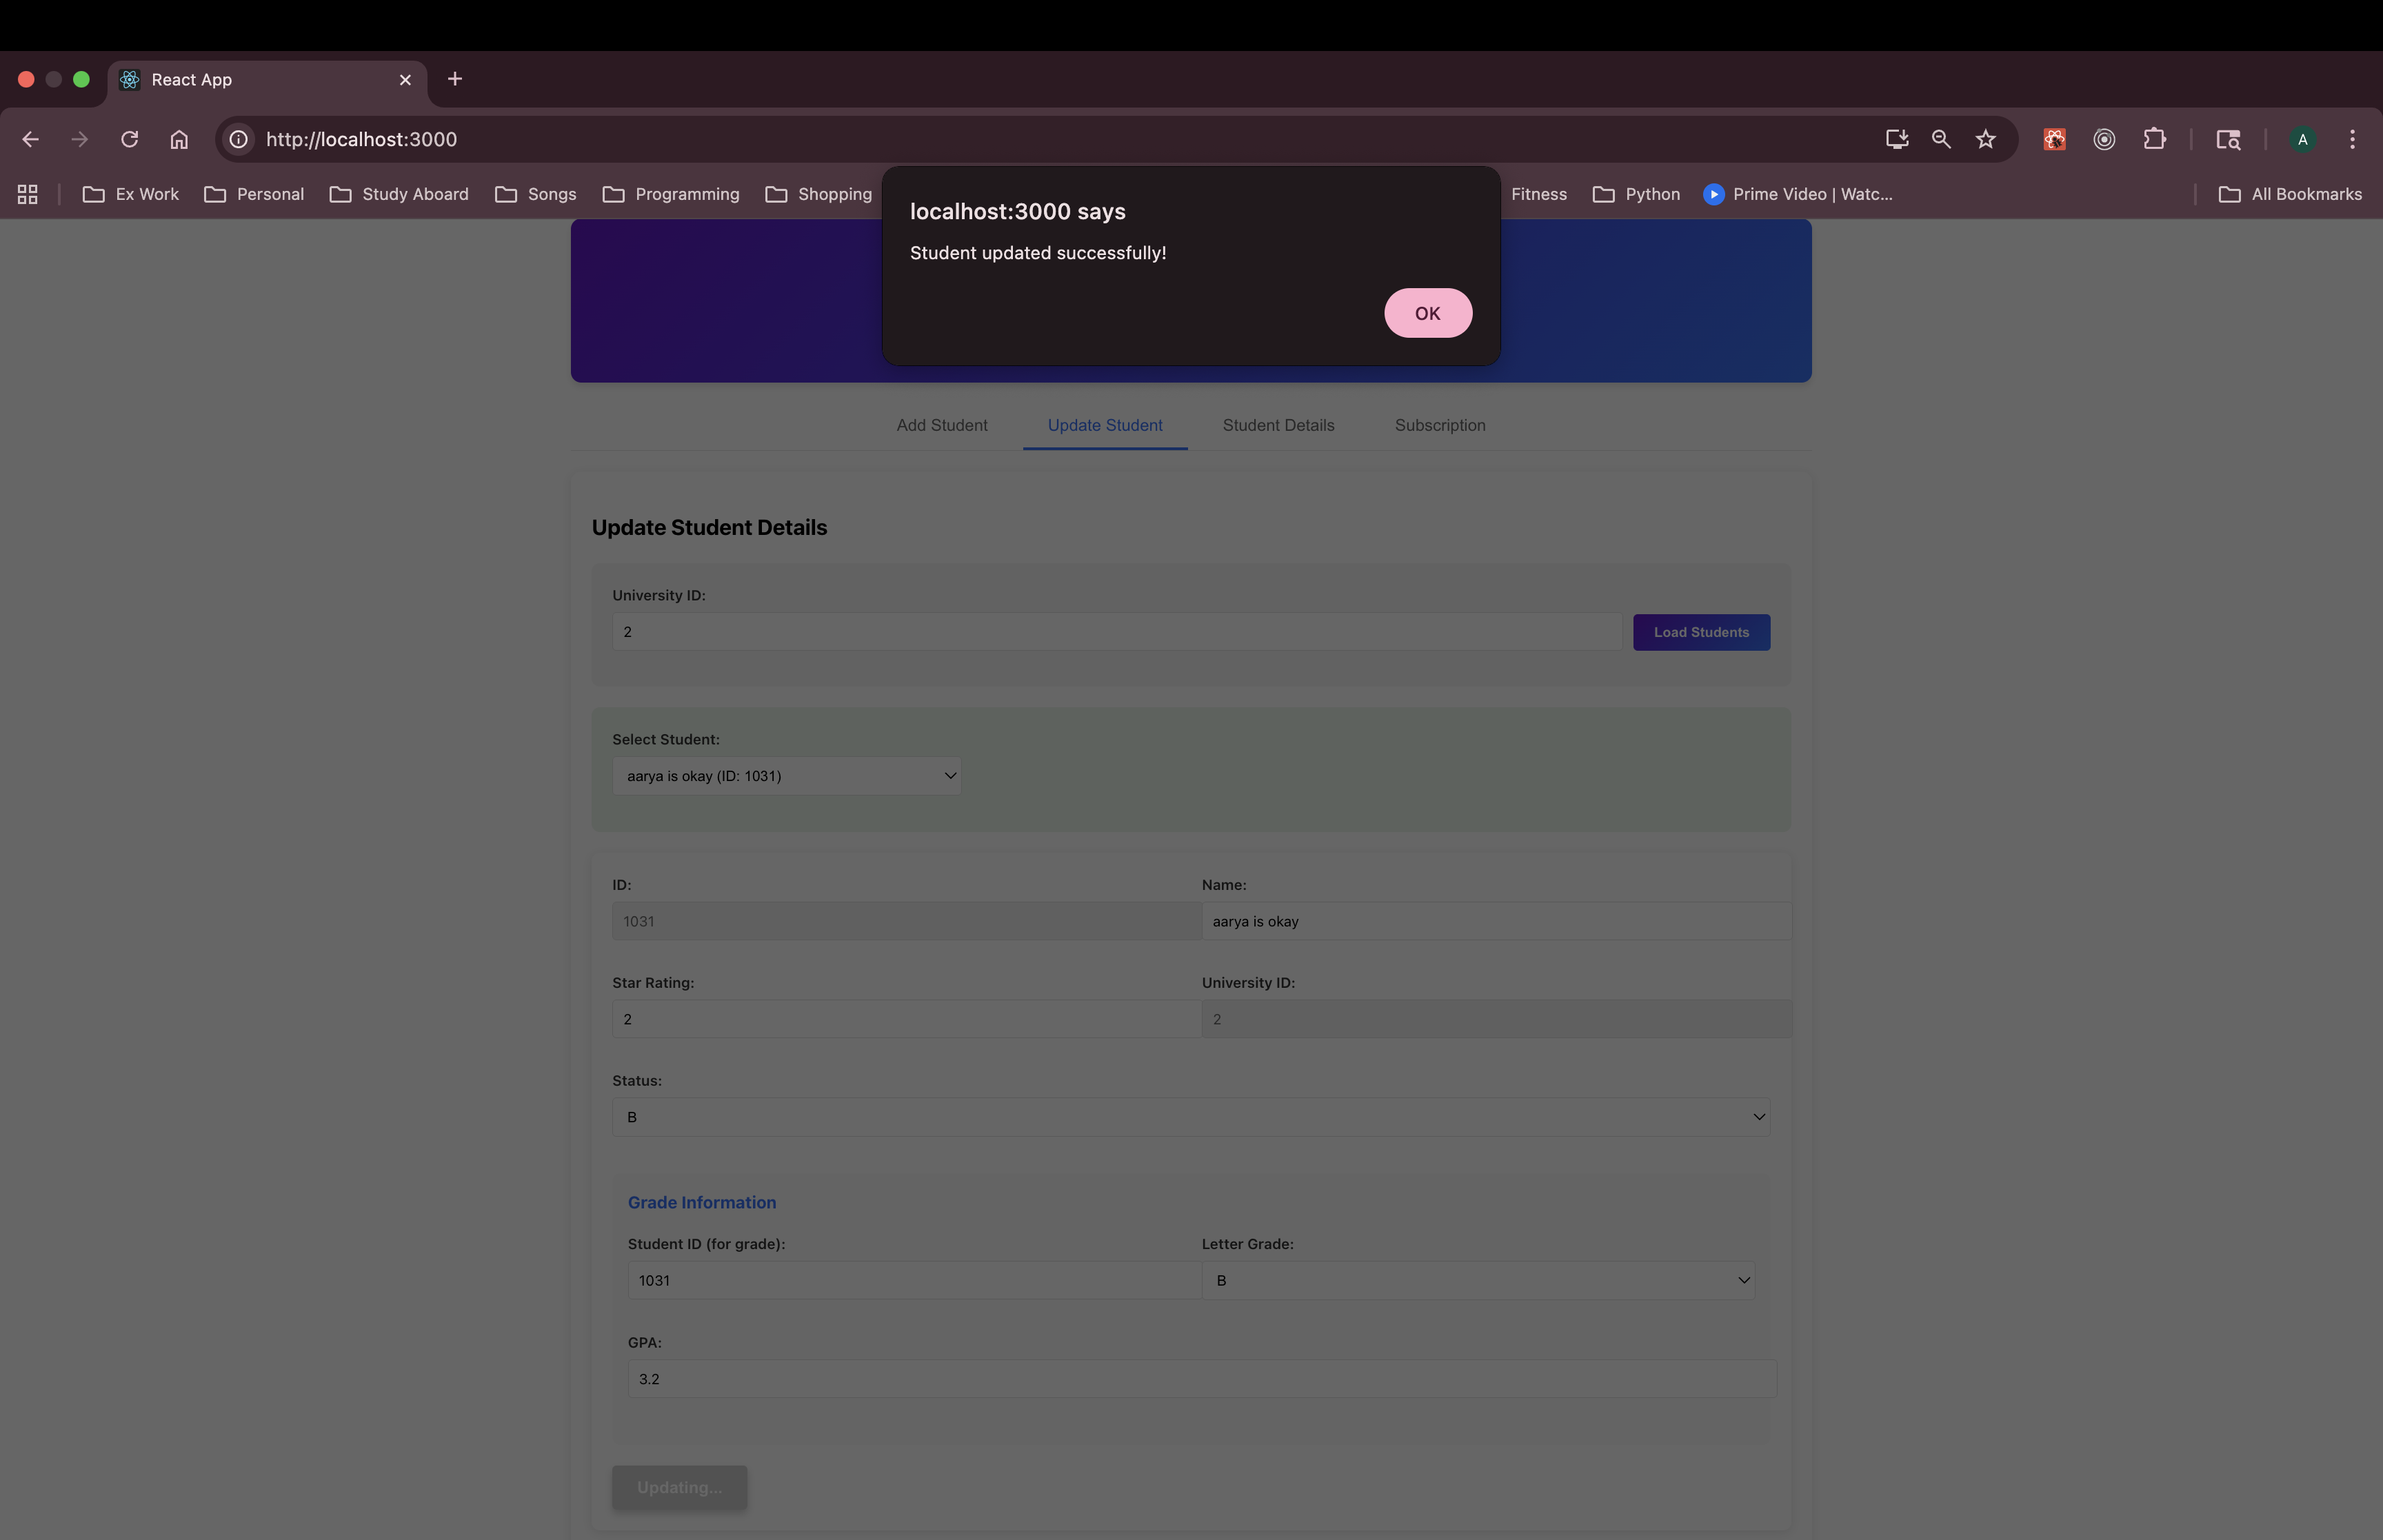 React App
http://localhost:3000
A
Ex Work Personal Study Aboard Songs Programming Shopping Fitness Python Prime Video | Watc... All Bookmarks
localhost:3000 says
Student updated successfully!
OK
Add Student Update Student Student Details Subscription
Update Student Details
University ID:
2 Load Students
Select Student:
aarya is okay (ID: 1031)
ID: Name:
1031 aarya is okay
Star Rating: University ID:
2 2
Status:
B
Grade Information
Student ID (for grade): Letter Grade:
1031 B
GPA:
3.2
Updating...